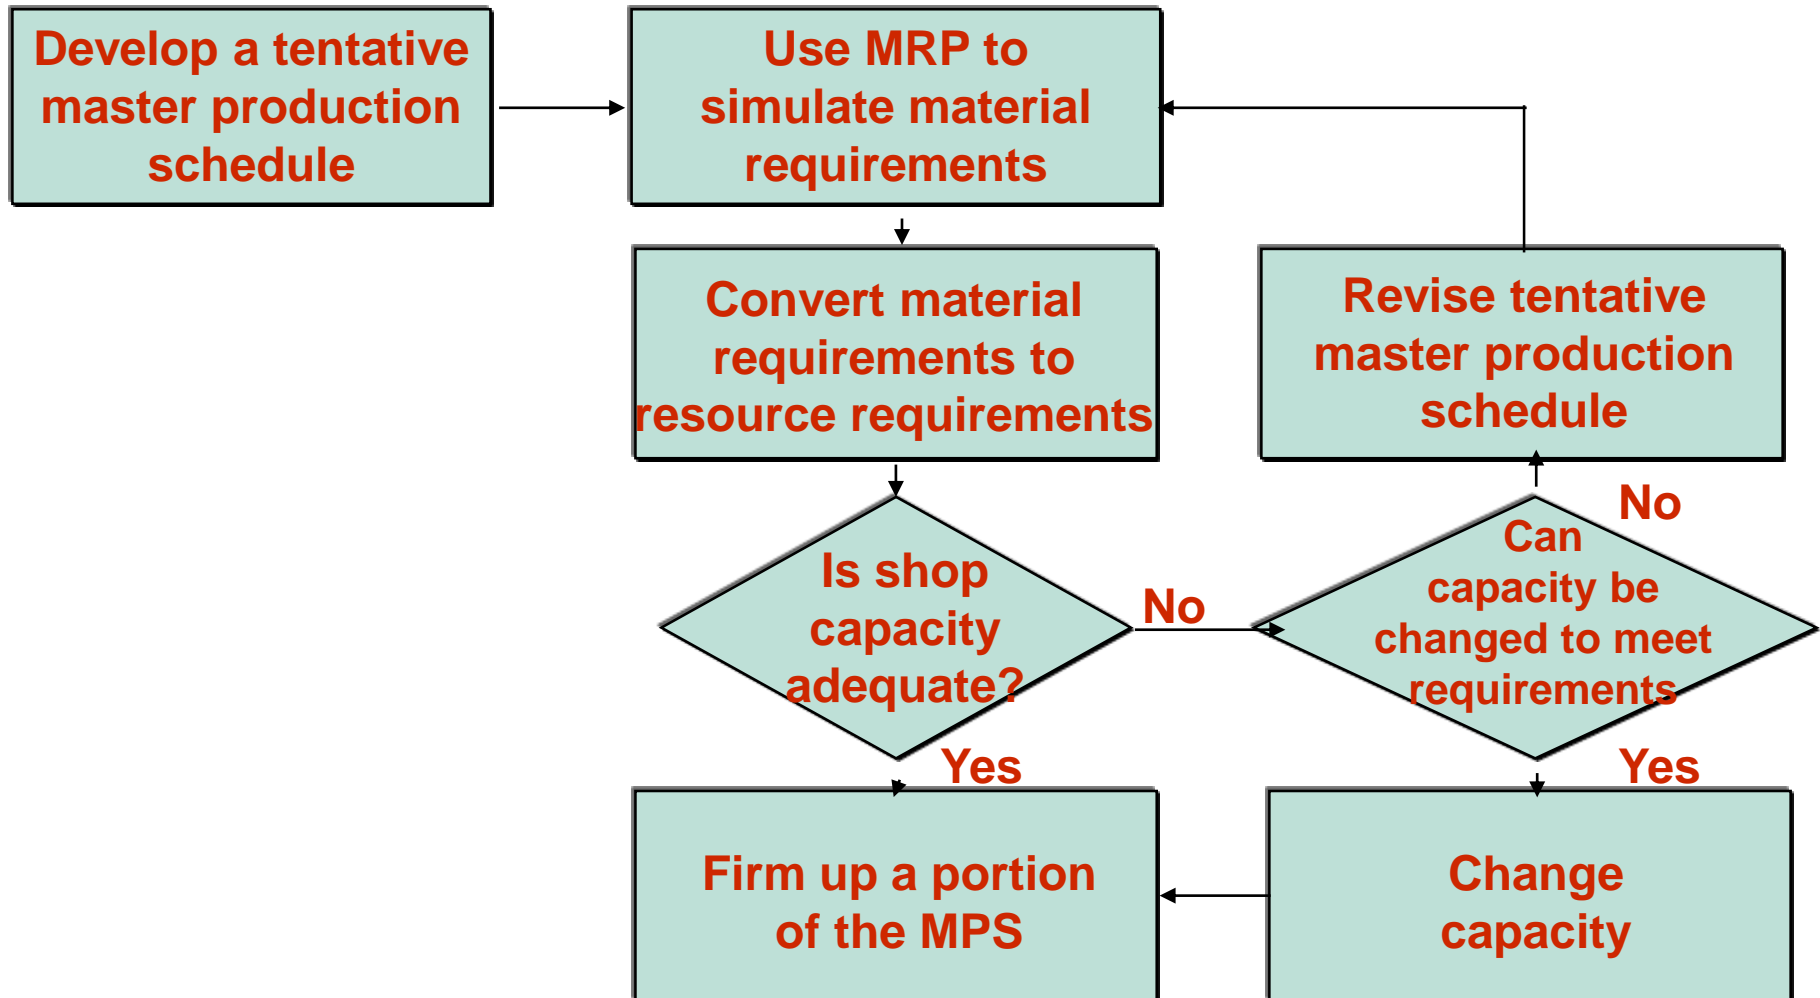 Develop a tentative
master production
schedule
Use MRP to
simulate material
requirements
Convert material
requirements to
resource requirements
Revise tentative
master production
schedule
Is shop
capacity
adequate?
No
Can
capacity be
changed to meet
requirements
No
Yes
Yes
Firm up a portion
of the MPS
Change
capacity